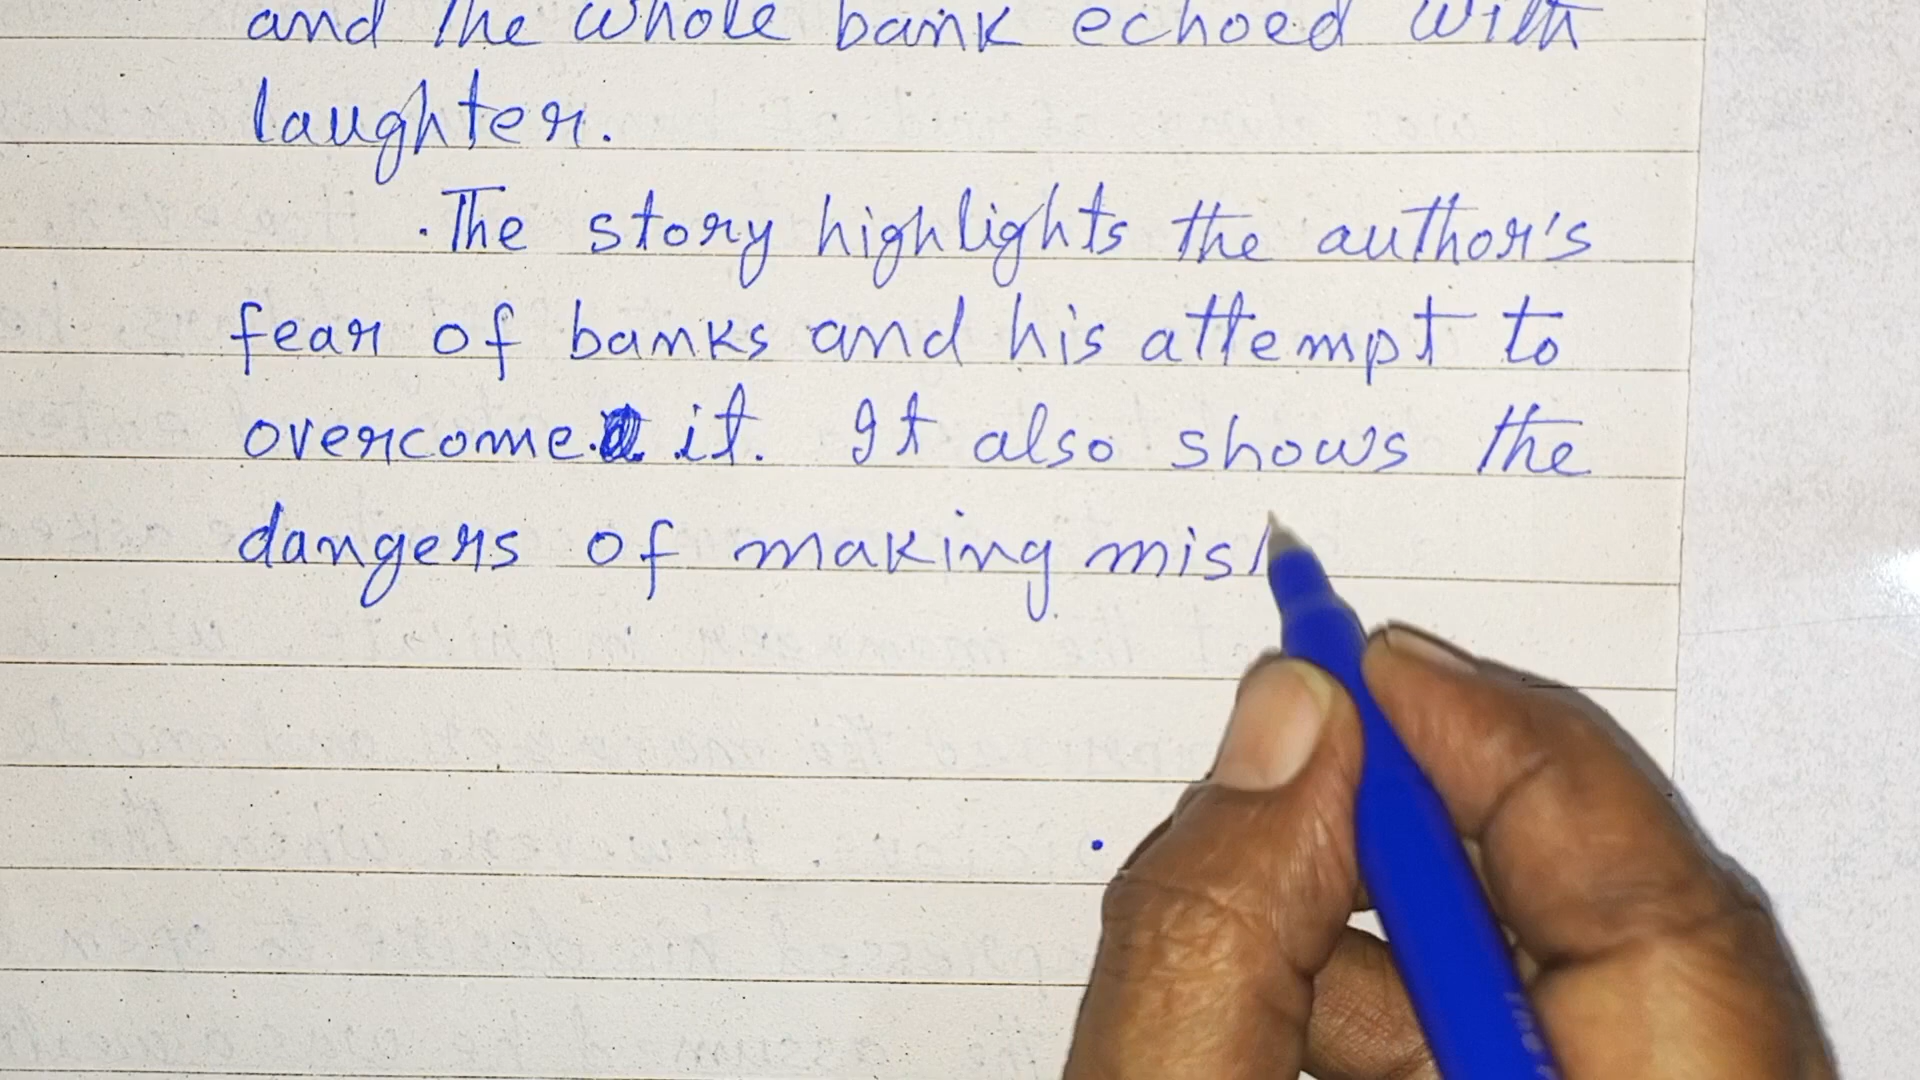 and the whole bank echoed with
laughter.
The story highlights the author's
fear of banks and his attempt to
overcome it. It also shows the
dangers of making mis